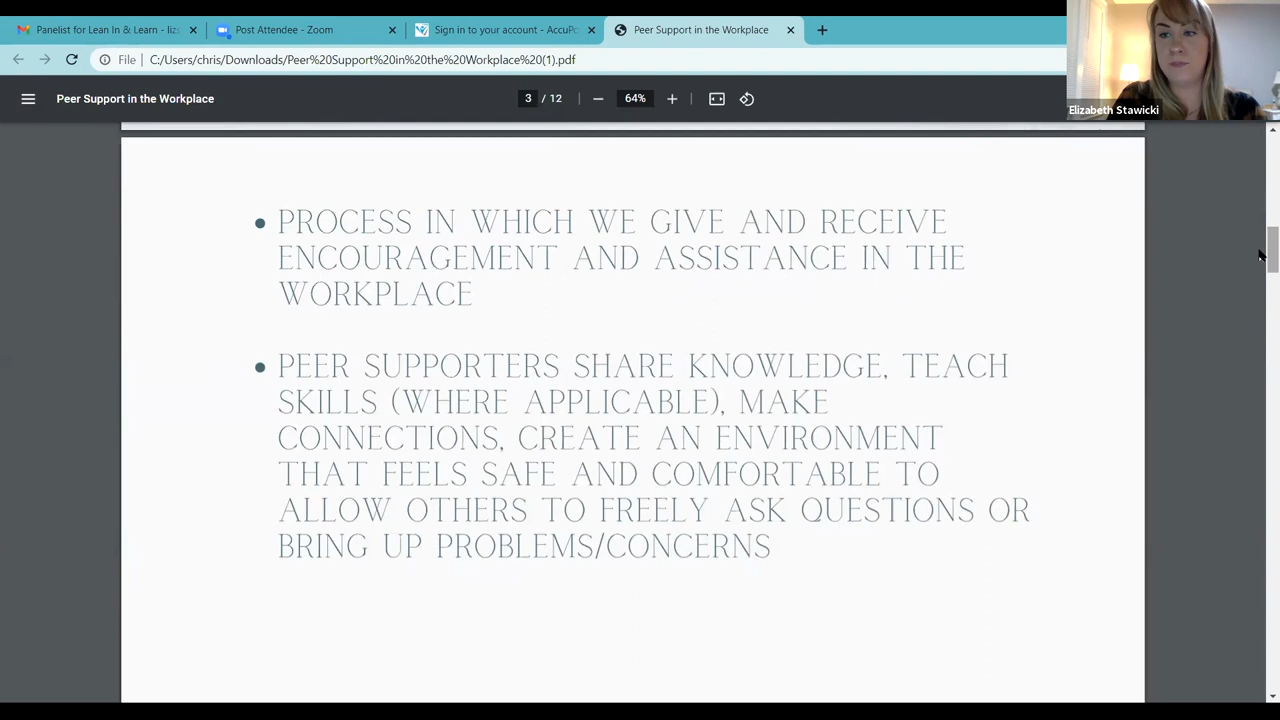 Panelist for Lean In & Learn - liz
Post Attendee - Zoom
Sign in to your account - AccuPo
Peer Support in the Workplace
File
C:/Users/chris/Downloads/Peer%20Support%20in%20the%20Workplace%20(1).pdf
Elizabeth Stawicki
Peer Support in the Workplace
3 / 12
64%
• PROCESS IN WHICH WE GIVE AND RECEIVE
ENCOURAGEMENT AND ASSISTANCE IN THE
WORKPLACE
• PEER SUPPORTERS SHARE KNOWLEDGE, TEACH
SKILLS (WHERE APPLICABLE), MAKE
CONNECTIONS, CREATE AN ENVIRONMENT
THAT FEELS SAFE AND COMFORTABLE TO
ALLOW OTHERS TO FREELY ASK QUESTIONS OR
BRING UP PROBLEMS/CONCERNS